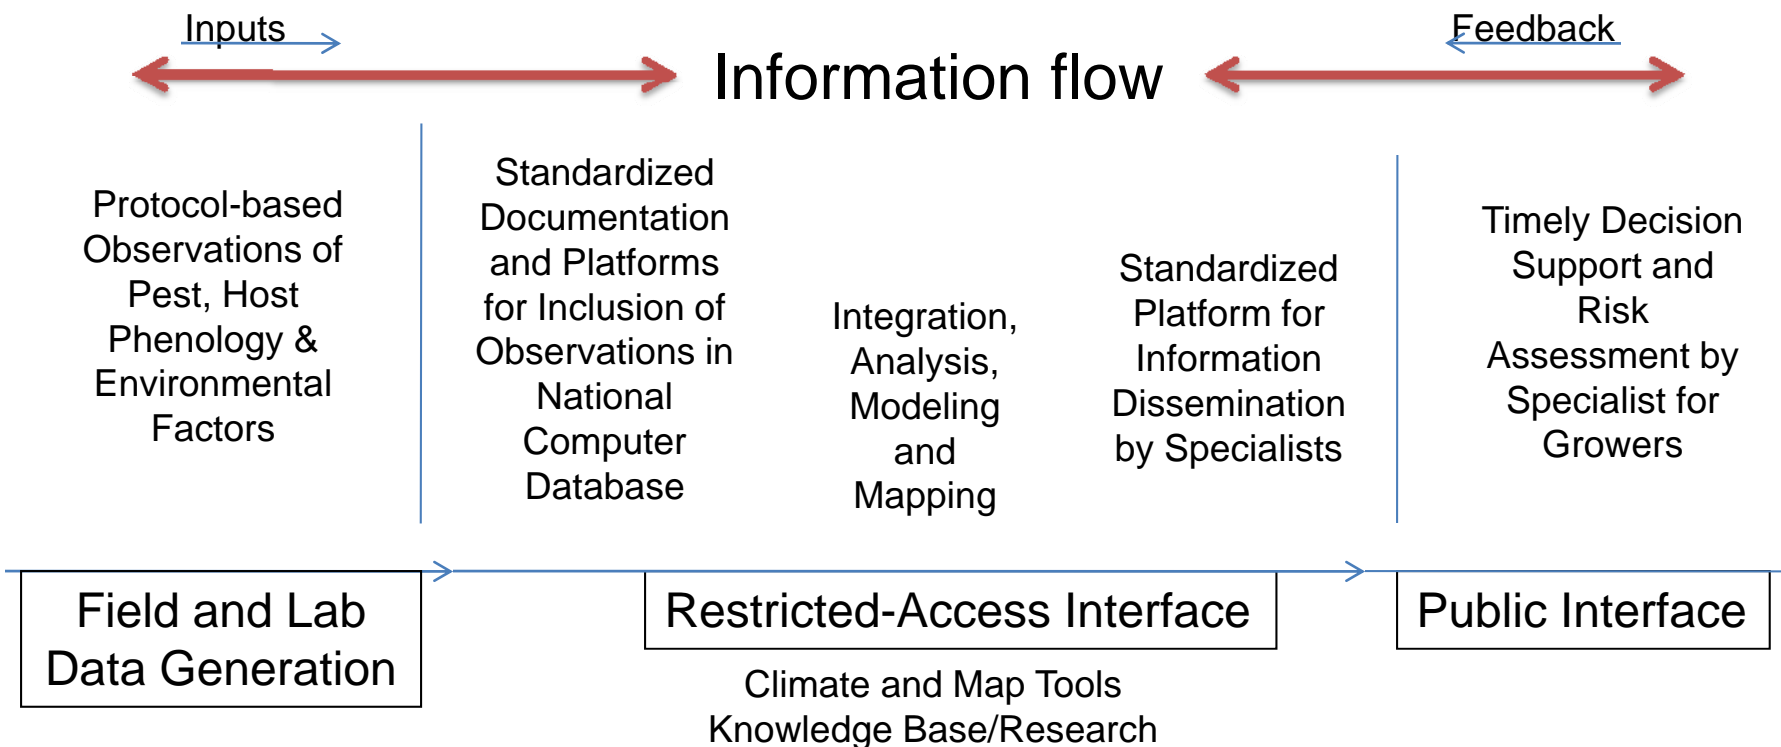 Inputs
Feedback
Information flow
Protocol-based
Observations of
Pest, Host
Phenology &
Environmental
Factors
Standardized
Documentation
and Platforms
for Inclusion of
Observations in
National
Computer
Database
Integration,
Analysis,
Modeling
and
Mapping
Standardized
Platform for
Information
Dissemination
by Specialists
Timely Decision
Support and
Risk
Assessment by
Specialist for
Growers
Field and Lab
Data Generation
Restricted-Access Interface
Public Interface
Climate and Map Tools
Knowledge Base/Research